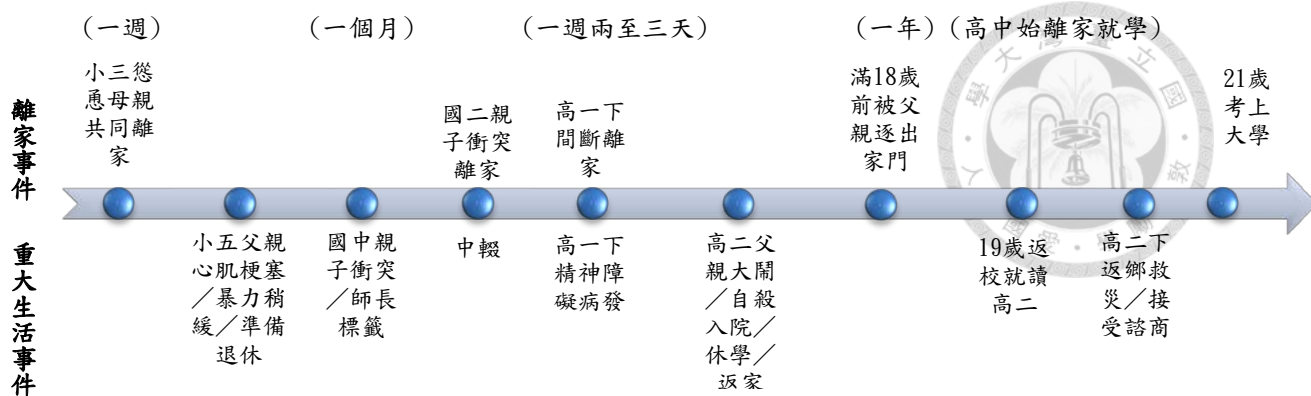 (一週)
(一個月)
(一週兩至三天)
(一年)
(高中始離家就學)
離家事件
小三慫
恿母親
共同離
家
國二親
子衝突
離家
高一下
間斷離
家
滿18歲
前被父
親逐出
家門
21歲
考上
大學
重大生活事件
小五父親
心肌梗塞
／暴力稍
緩／準備
退休
國中親
子衝突
／師長
標籤
中輟
高一下
精神障
礙病發
高二父
親大鬧
／自殺
入院／
休學／
返家
19歲返
校就讀
高二
高二下
返鄉救
災／接
受諮商